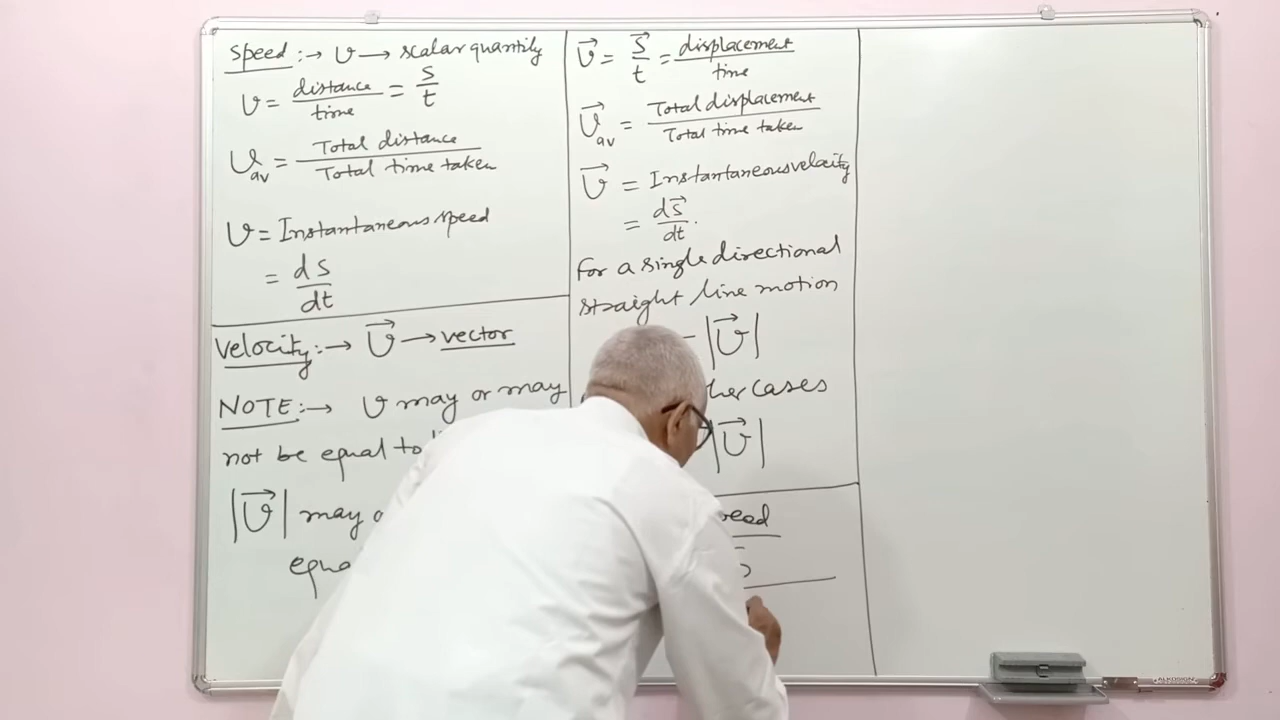 speed :→ v → scalar quantity
v = distance/time = s/t
v_av = Total distance/Total time taken
v = Instantaneous speed
= ds/dt
Velocity :→ v⃗ → vector
NOTE :→ v may or may
not be equal to
|v⃗| may
equa
v⃗ = s⃗/t = displacement/time
v⃗_av = Total displacement/Total time taken
v⃗ = Instantaneous velocity
= ds⃗/dt.
For a single directional
straight line motion
|v⃗|
cases
|v⃗|